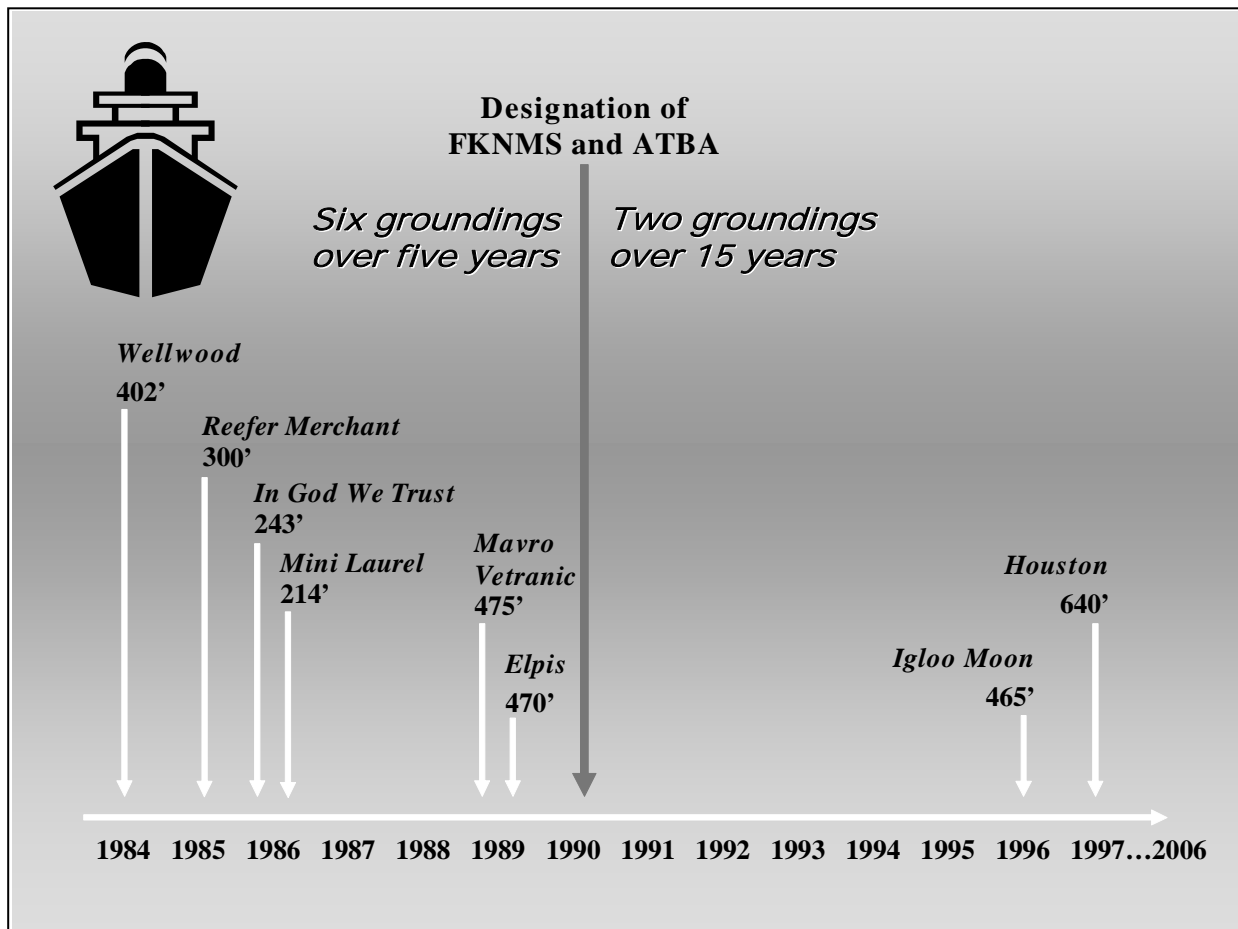 Designation of
FKNMS and ATBA
Six groundings
over five years
Two groundings
over 15 years
Wellwood
402’
Reefer Merchant
300’
In God We Trust
243’
Mini Laurel
214’
Mavro
Vetranic
475’
Elpis
470’
Houston
640’
Igloo Moon
465’
1984 1985 1986 1987 1988 1989 1990 1991 1992 1993 1994 1995 1996 1997…2006